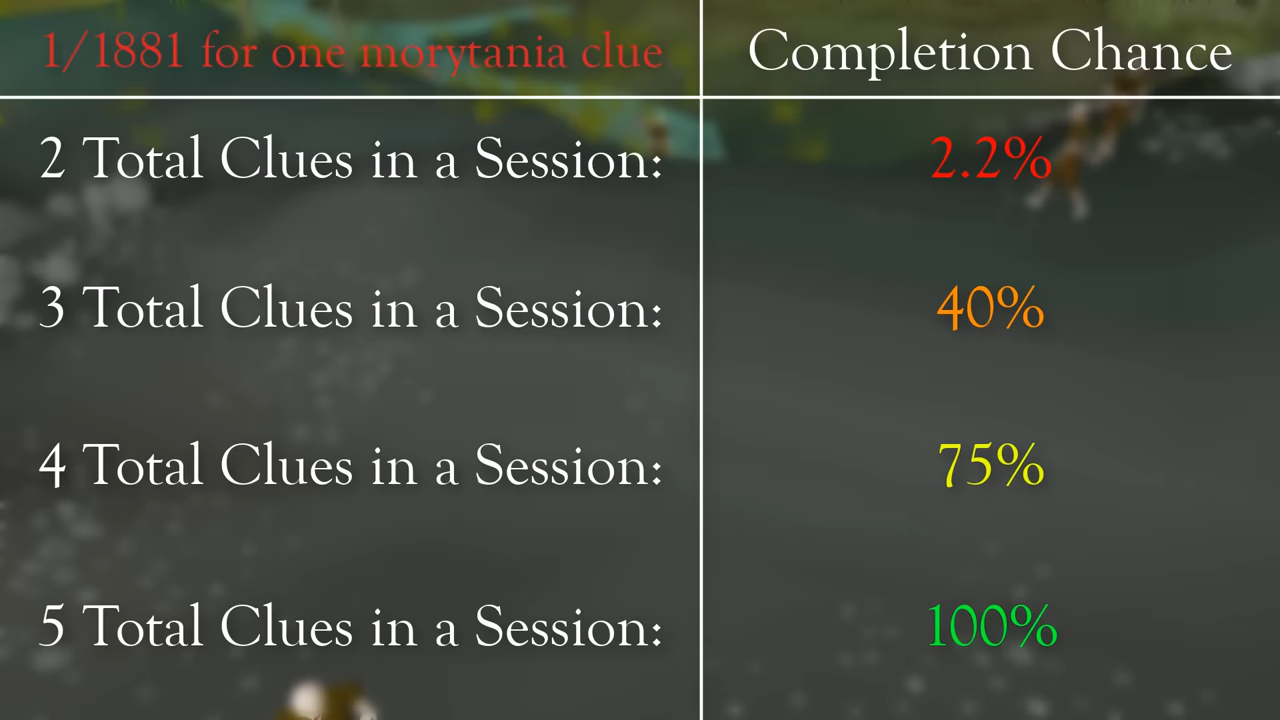 1/1881 for one morytania clue Completion Chance
2 Total Clues in a Session: 2.2%
3 Total Clues in a Session: 40%
4 Total Clues in a Session: 75%
5 Total Clues in a Session: 100%